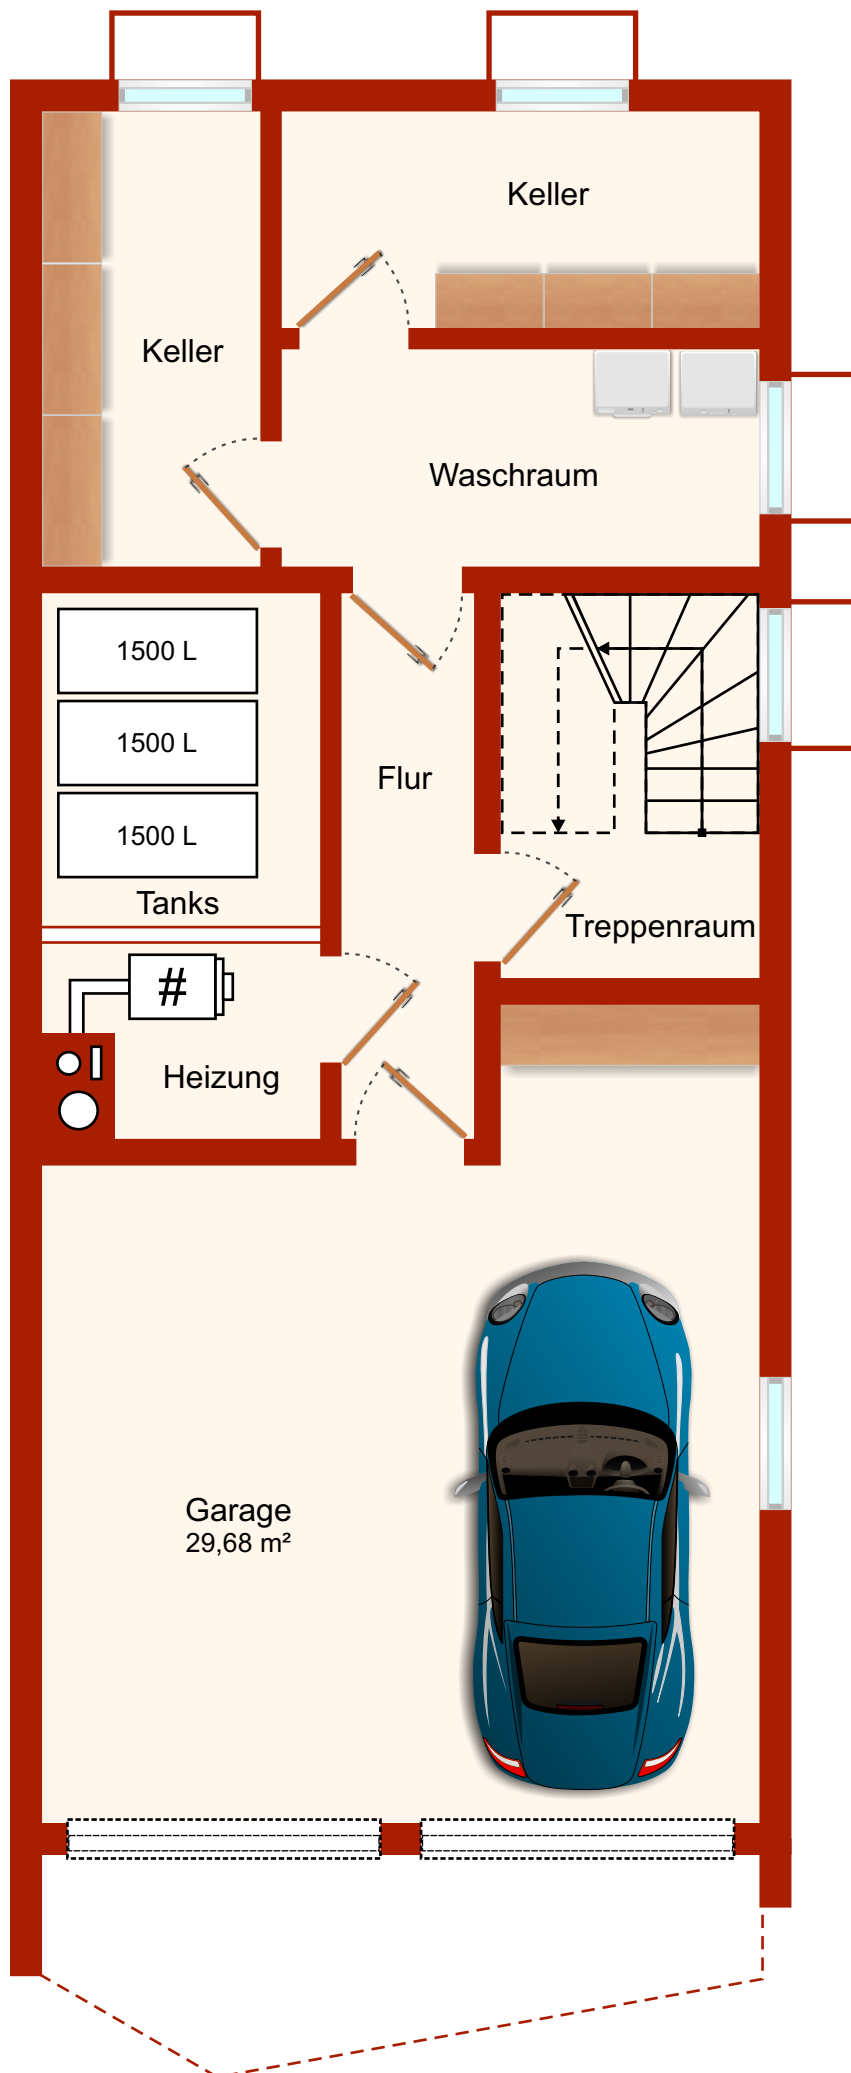 Keller
Keller
Waschraum
1500 L
1500 L
1500 L
Flur
Tanks
Treppenraum
#
Heizung
Garage
29,68 m²